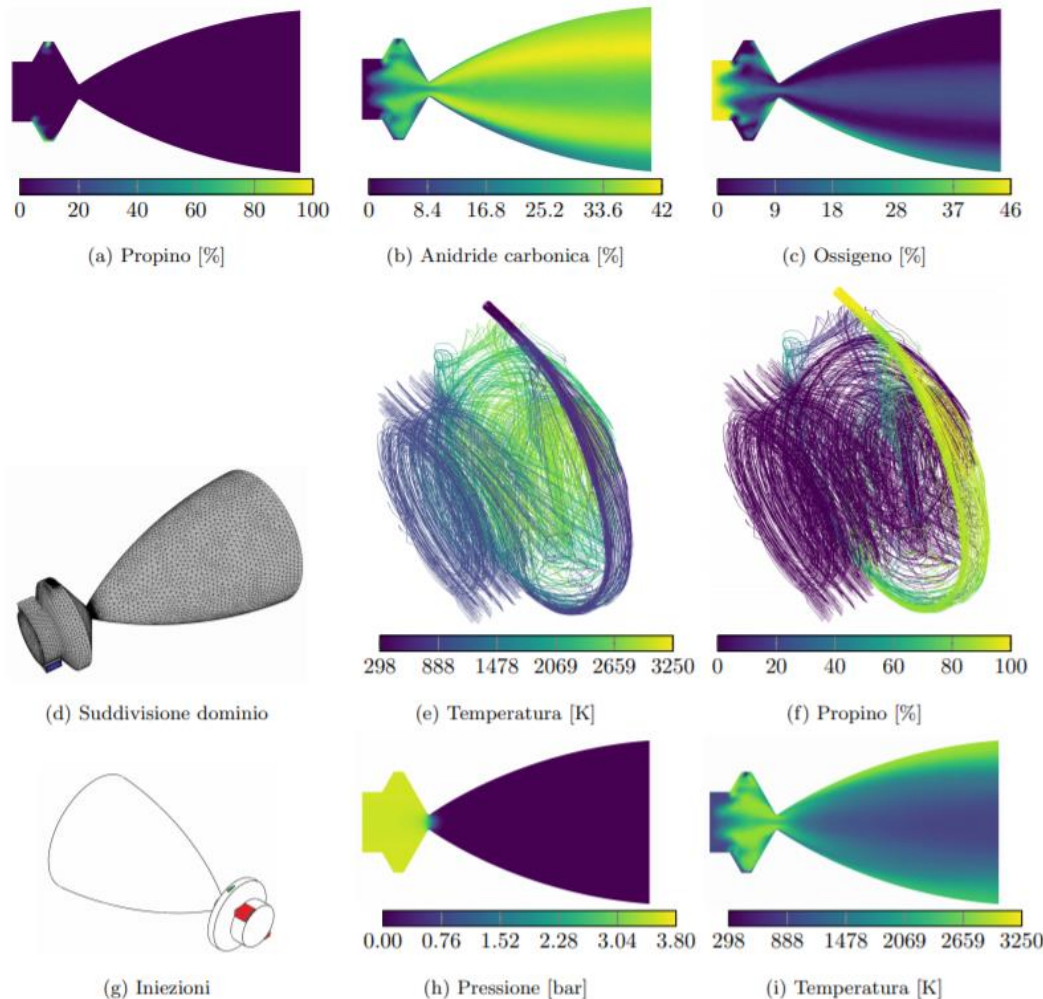 0 20 40 60 80 100
0 8.4 16.8 25.2 33.6 42
0 9 18 28 37 46
(a) Propino [%]
(b) Anidride carbonica [%]
(c) Ossigeno [%]
298 888 1478 2069 2659 3250
0 20 40 60 80 100
(d) Suddivisione dominio
(e) Temperatura [K]
(f) Propino [%]
0.00 0.76 1.52 2.28 3.04 3.80
298 888 1478 2069 2659 3250
(g) Iniezioni
(h) Pressione [bar]
(i) Temperatura [K]